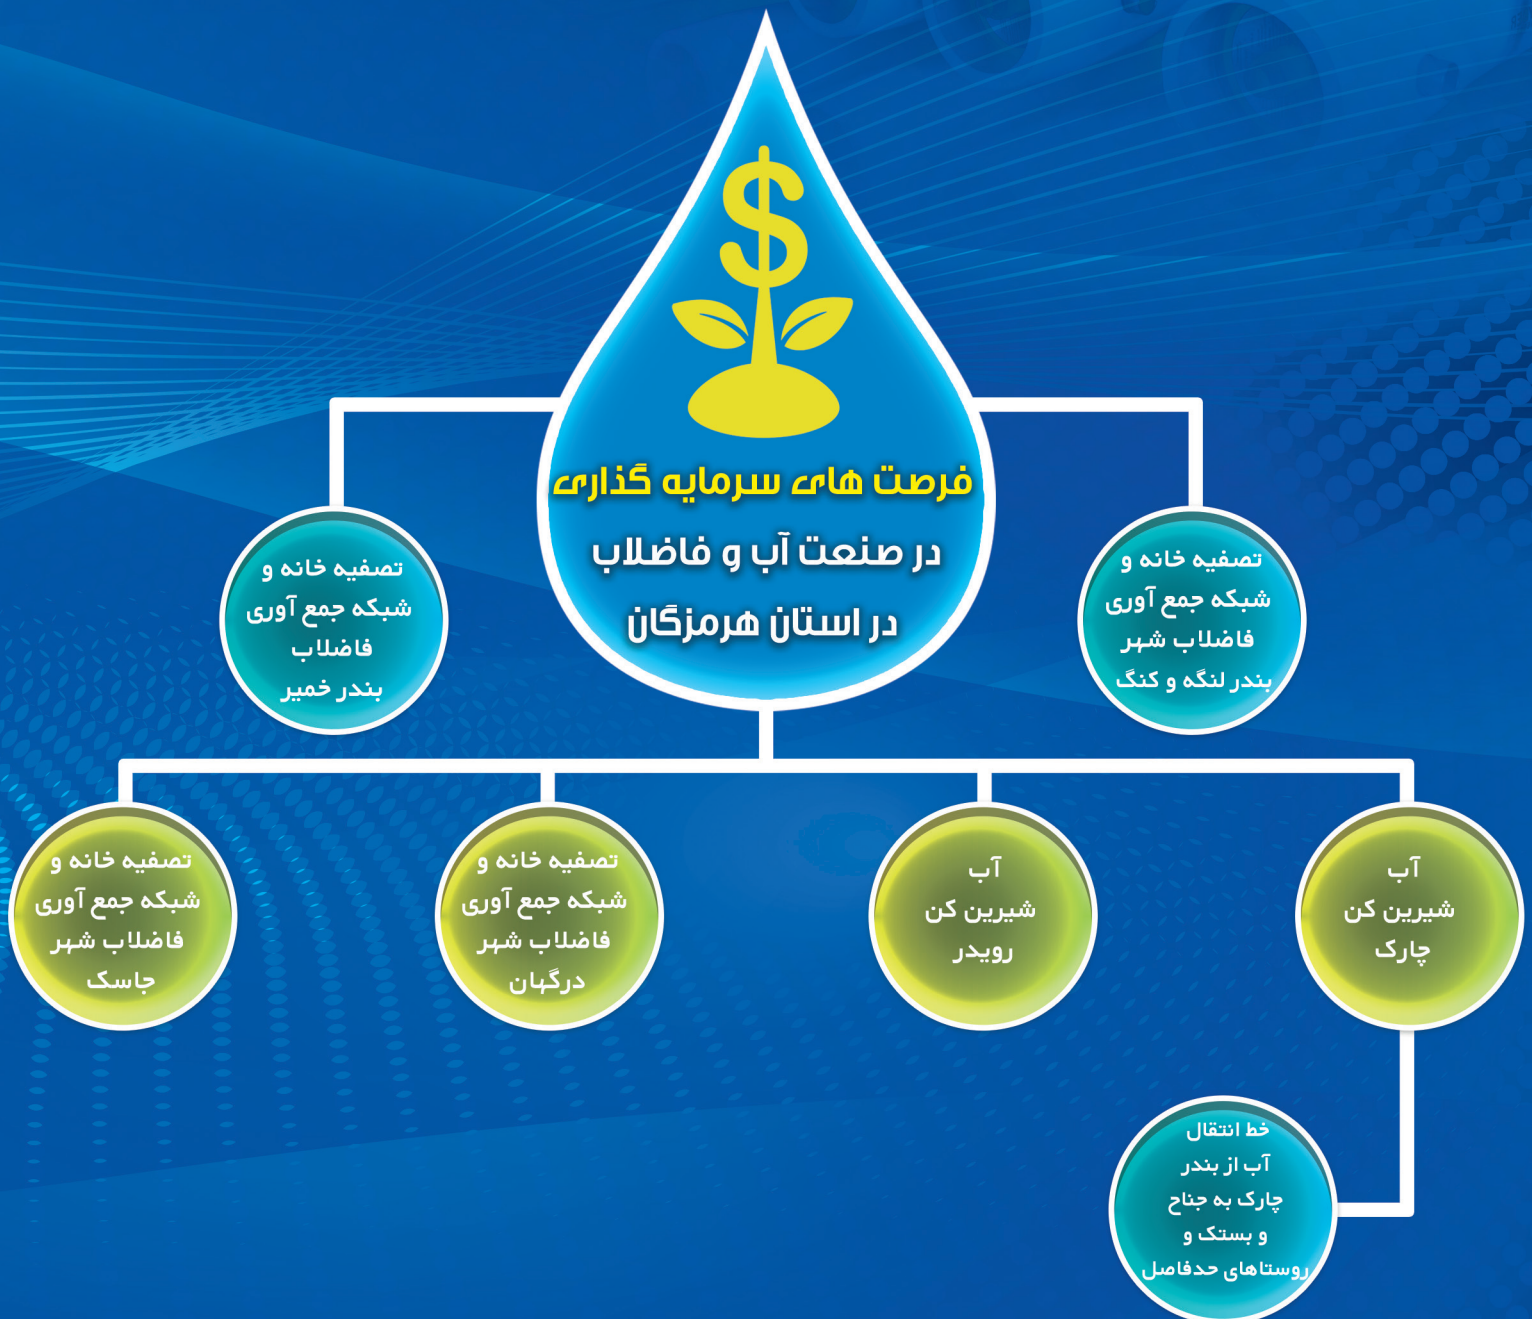 فرصت های سرمایه گذاری
در صنعت آب و فاضلاب
در استان هرمزگان
تصفیه خانه و
شبکه جمع آوری
فاضلاب شهر
بندر لنگه و کنگ
تصفیه خانه و
شبکه جمع آوری
فاضلاب
بندر خمیر
آب
شیرین کن
چارک
آب
شیرین کن
رویدر
تصفیه خانه و
شبکه جمع آوری
فاضلاب شهر
درگهان
تصفیه خانه و
شبکه جمع آوری
فاضلاب شهر
جاسک
خط انتقال
آب از بندر
چارک به جناح
و بستک و
روستاهای حدفاصل